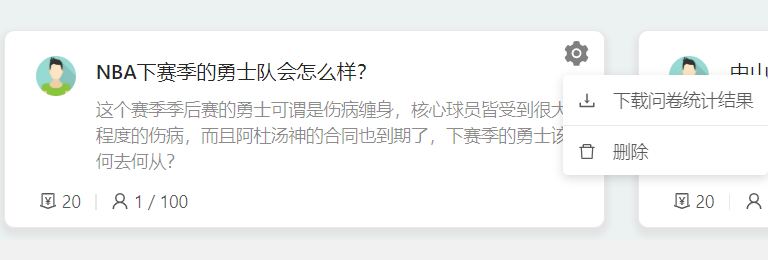 NBA下赛季的勇士队会怎么样？
这个赛季季后赛的勇士可谓是伤病缠身，核心球员皆受到很大
程度的伤病，而且阿杜汤神的合同也到期了，下赛季的勇士该
何去何从？
20
1 / 100
下载问卷统计结果
删除
20